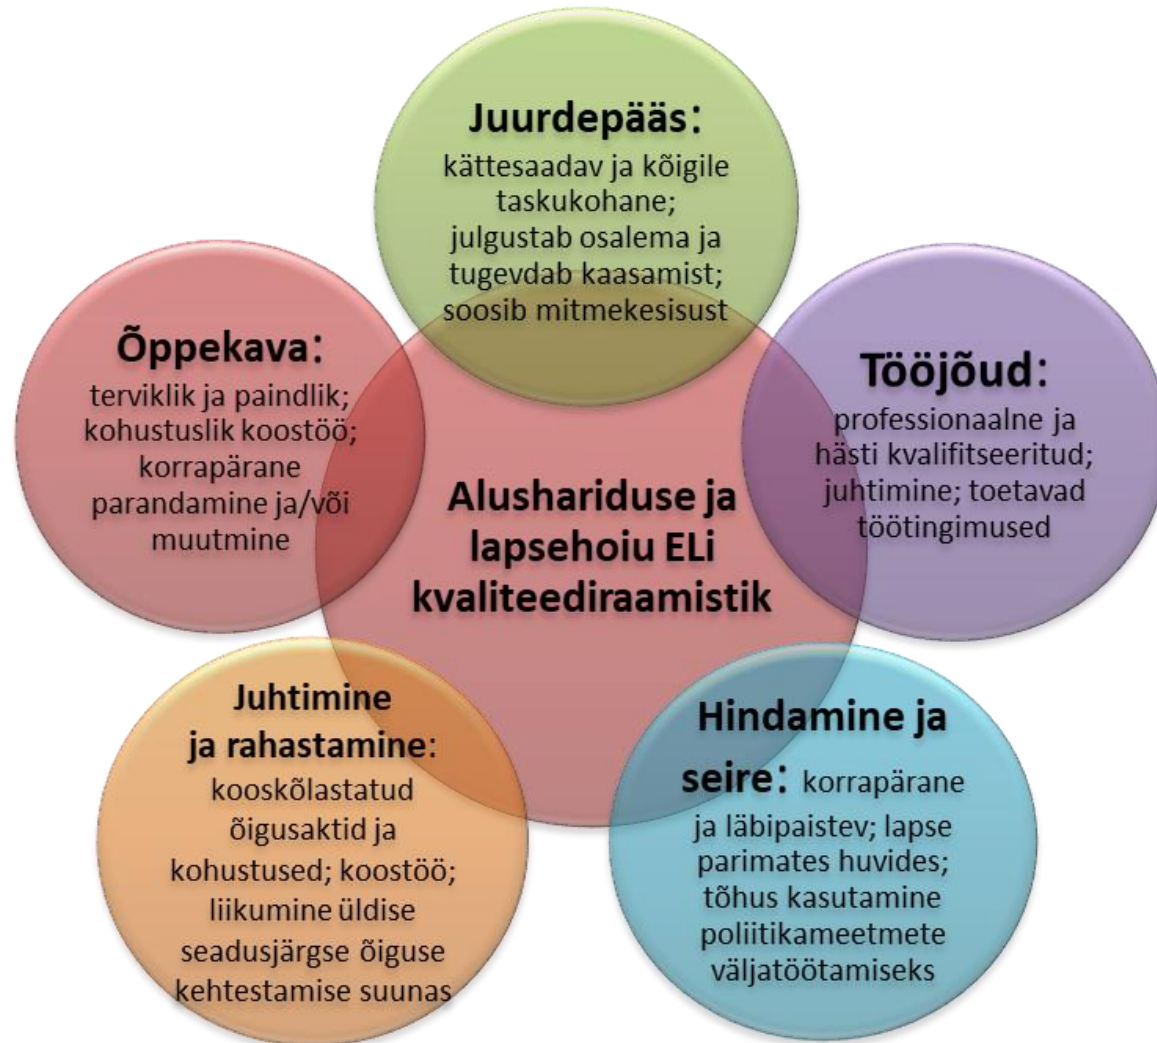 Juurdepääs:
kättesaadav ja kõigile
taskukohane;
julgustab osalema ja
tugevdab kaasamist;
soosib mitmekesisust
Õppekava:
terviklik ja paindlik;
kohustuslik koostöö;
korrapärane
parandamine ja/või
muutmine
Tööjõud:
professionaalne ja
hästi kvalifitseeritud;
juhtimine; toetavad
töötingimused
Alushariduse ja
lapsehoiu ELi
kvaliteediraamistik
Juhtimine
ja rahastamine:
kooskõlastatud
õigusaktid ja
kohustused; koostöö;
liikumine üldise
seadusjärgse õiguse
kehtestamise suunas
Hindamine ja
seire: korrapärane
ja läbipaistev; lapse
parimates huvides;
tõhus kasutamine
poliitikameetmete
väljatöötamiseks